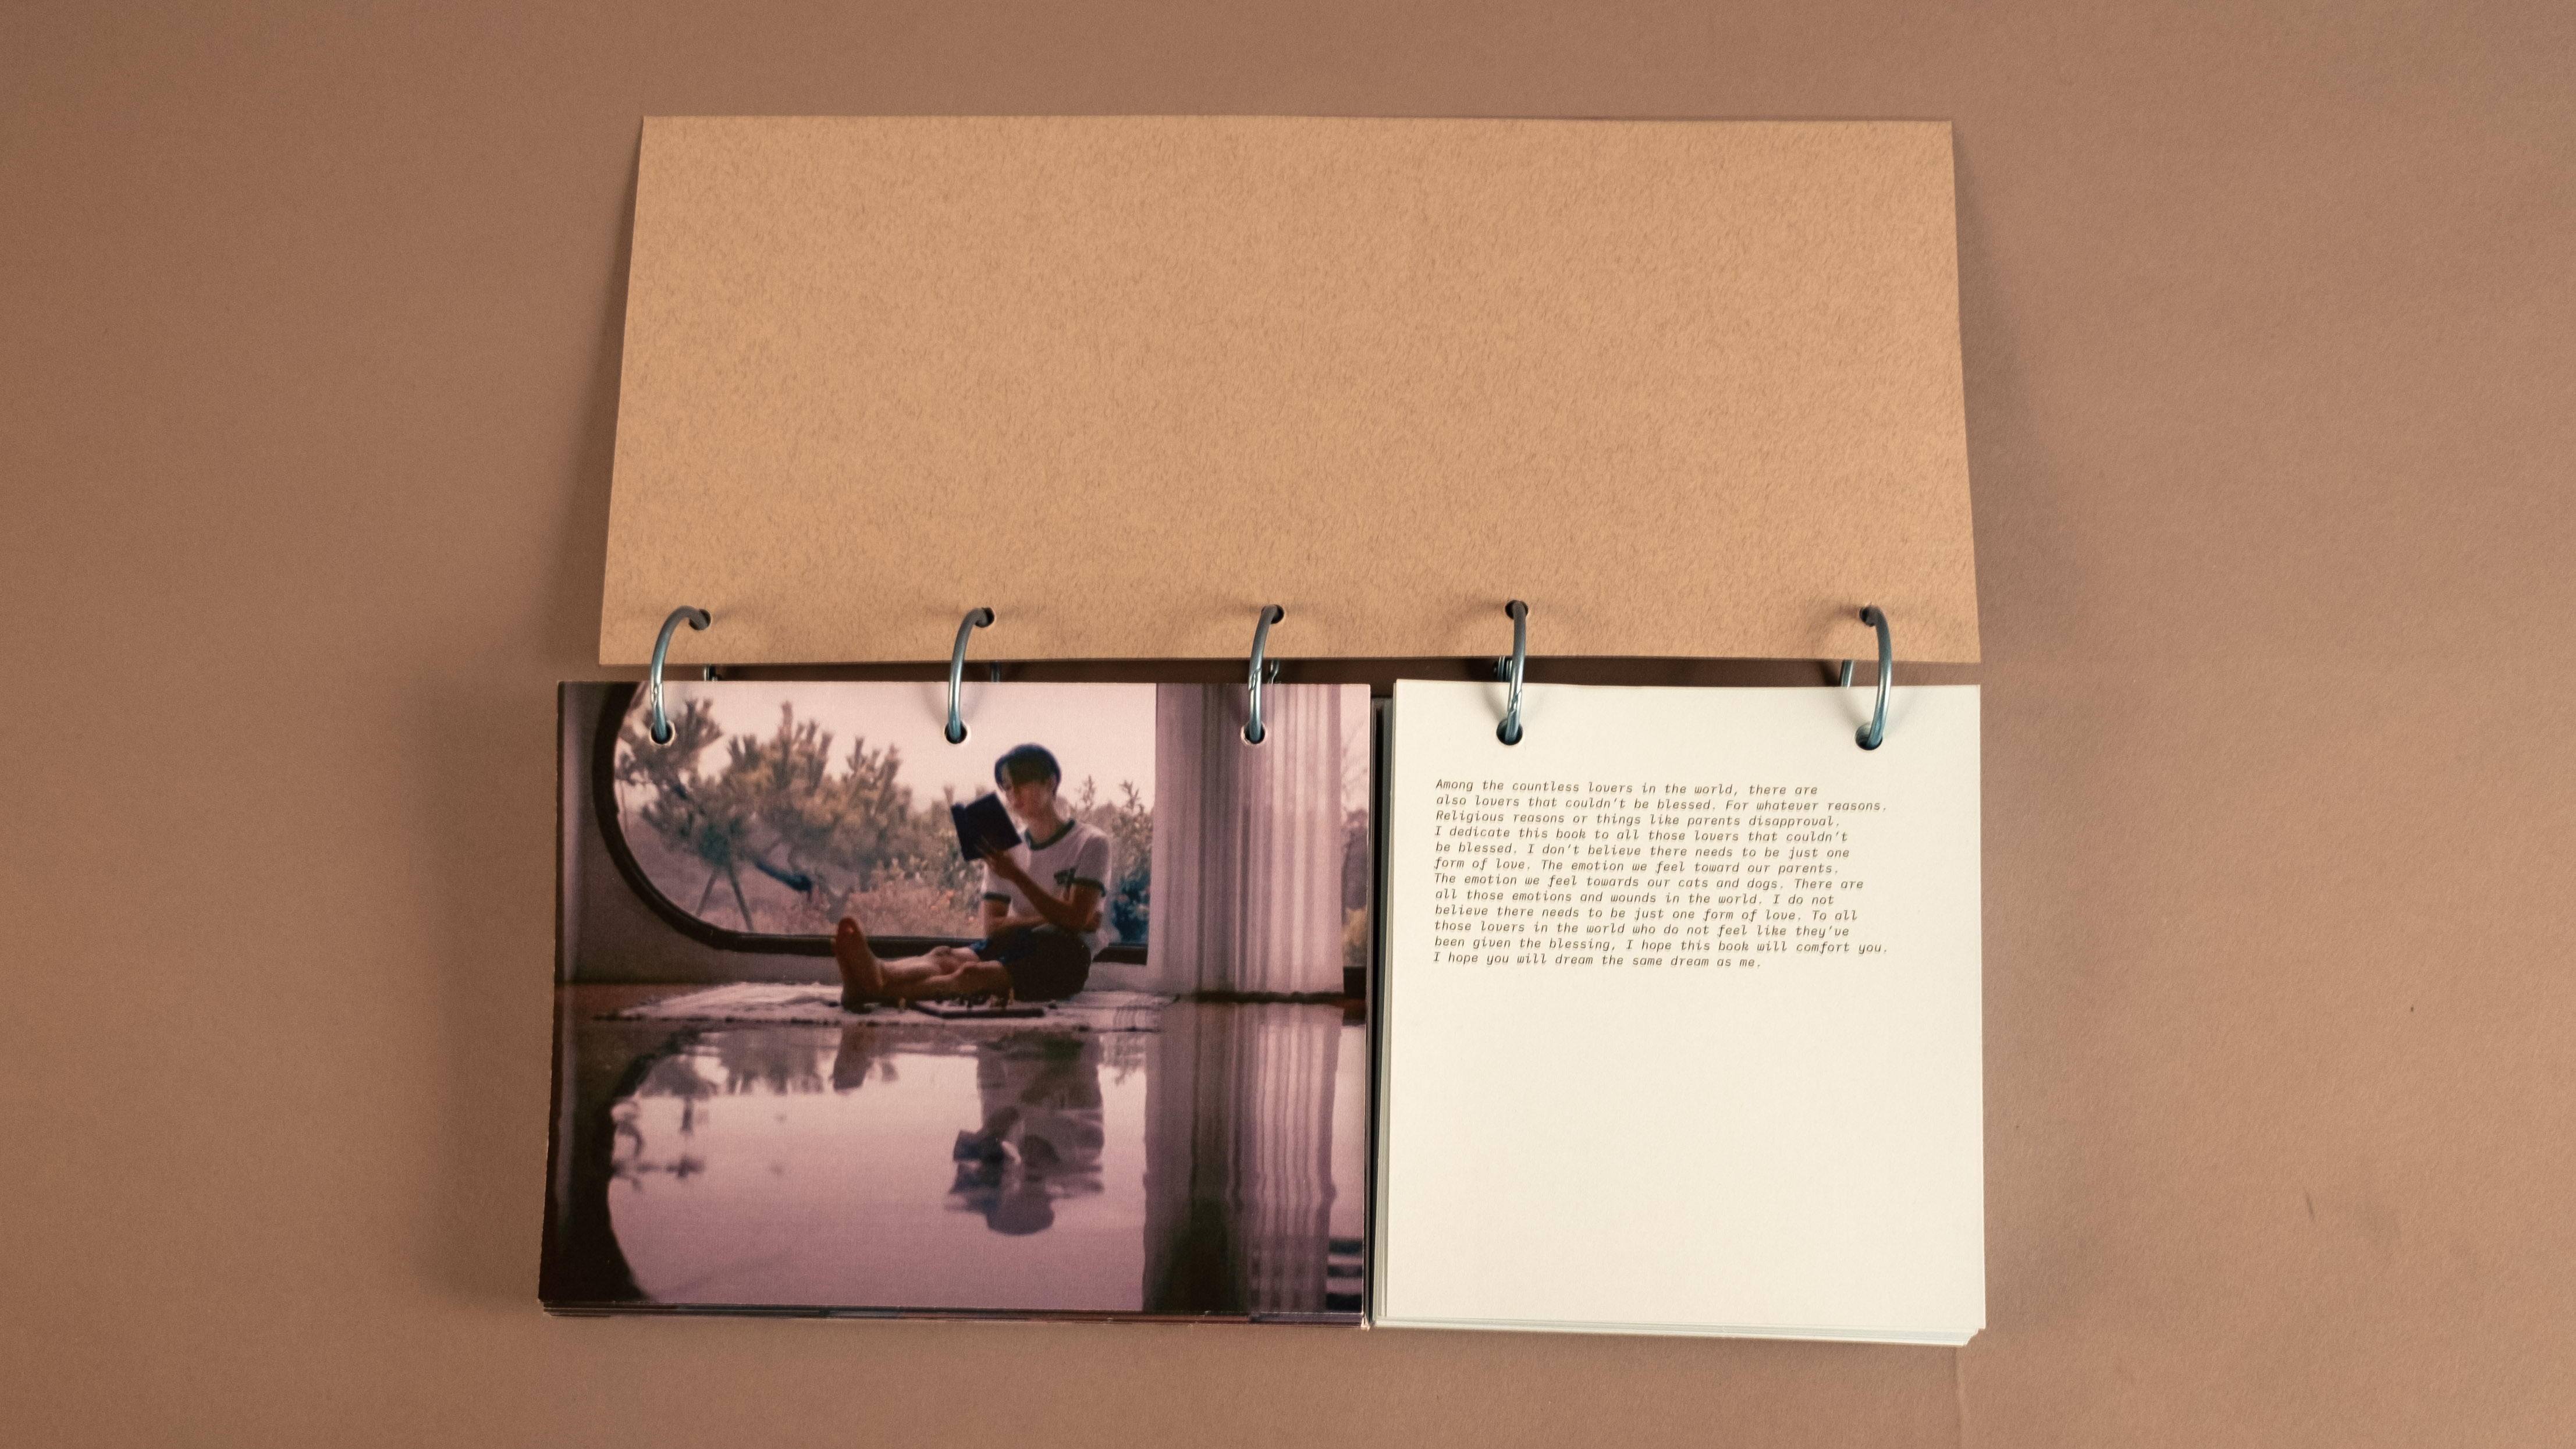 Among the countless lovers in the world, there are
also lovers that couldn't be blessed. For whatever reasons.
Religious reasons or things like parents disapproval.
I dedicate this book to all those lovers that couldn't
be blessed. I don't believe there needs to be just one
form of love. The emotion we feel toward our parents.
The emotion we feel towards our cats and dogs. There are
all those emotions and wounds in the world. I do not
believe there needs to be just one form of love. To all
those lovers in the world who do not feel like they've
been given the blessing, I hope this book will comfort you.
I hope you will dream the same dream as me.